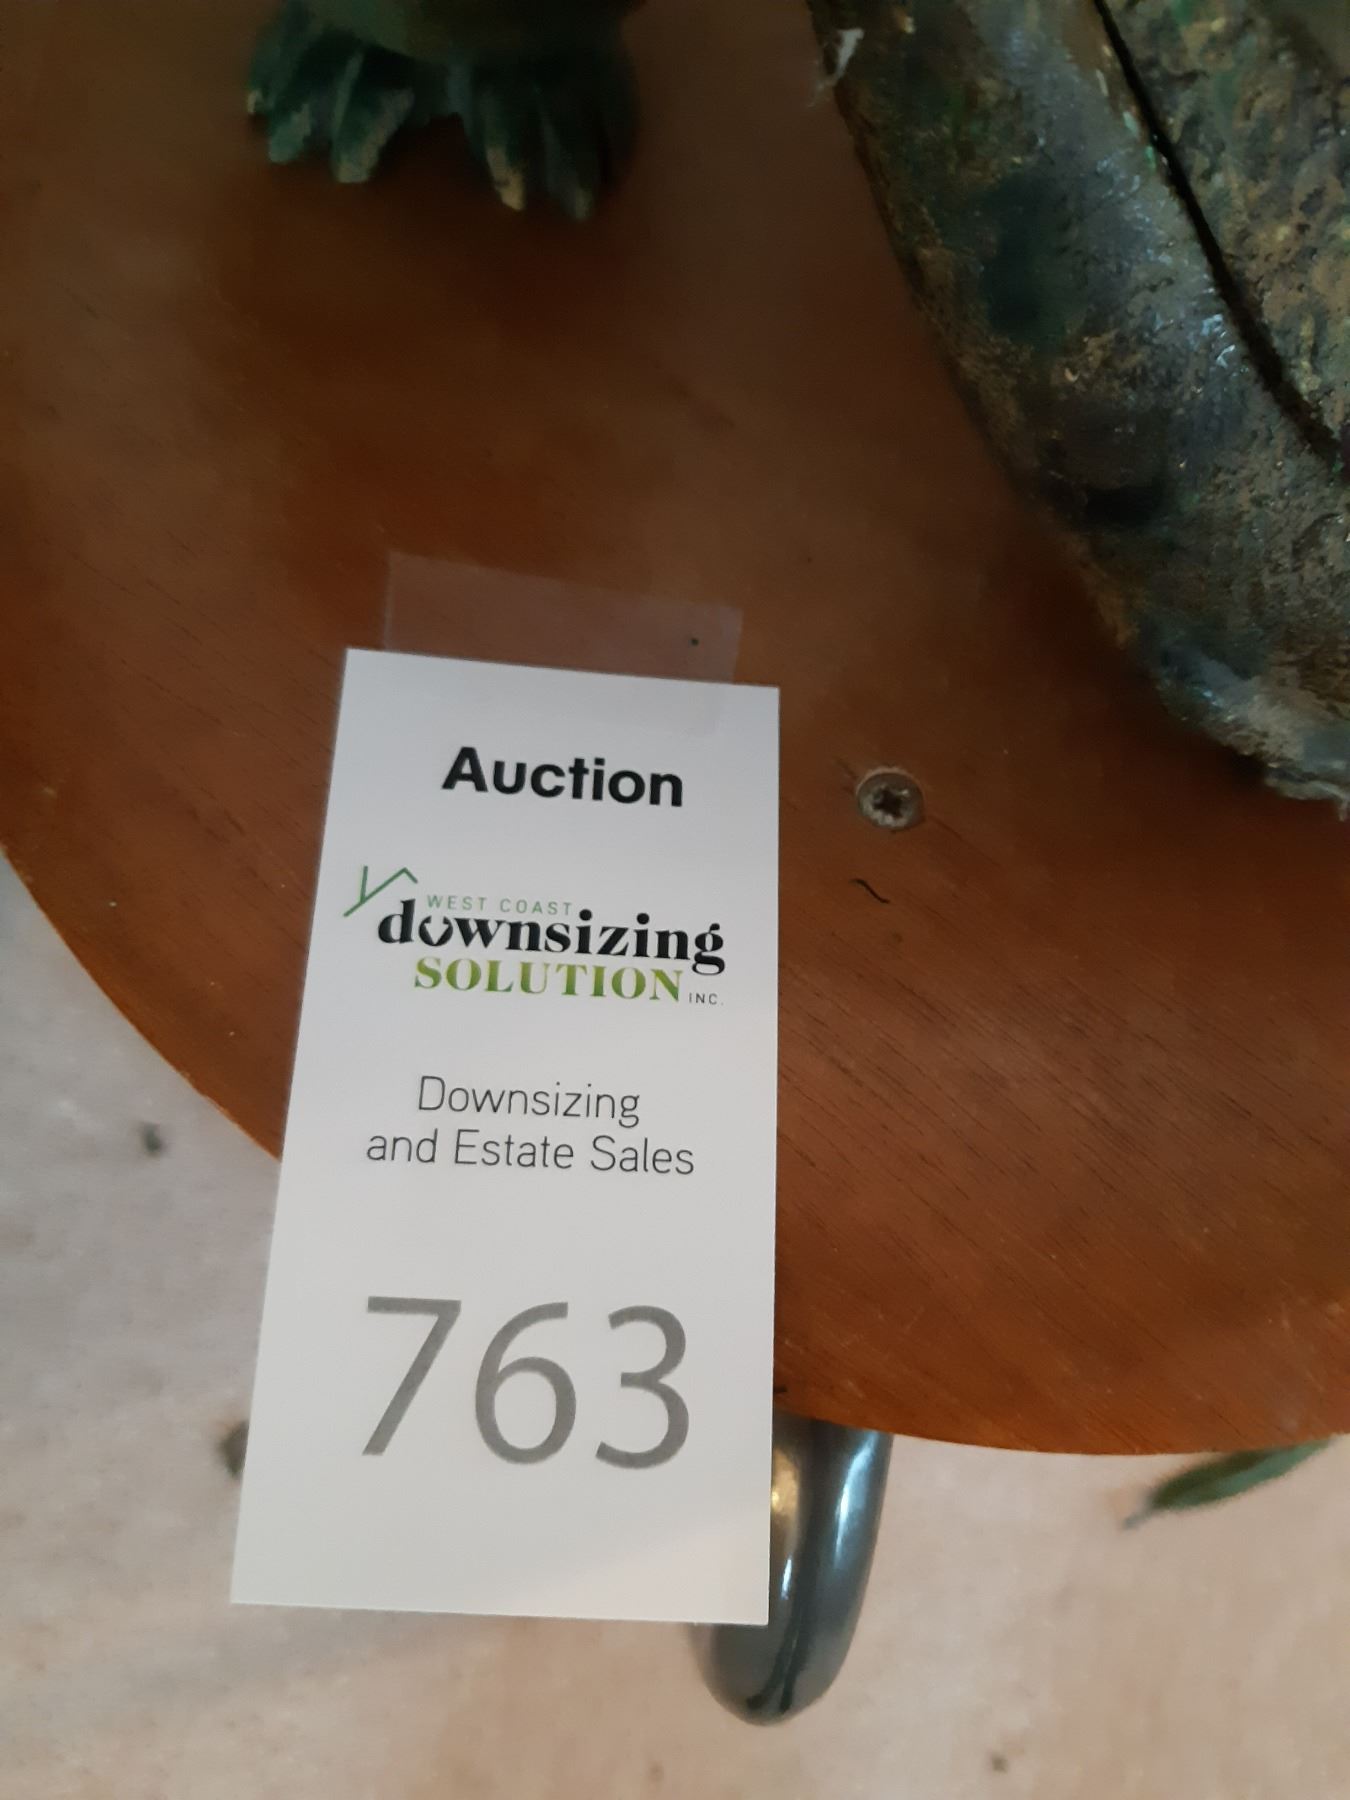 Auction
WEST COAST
downsizing
SOLUTION INC.
Downsizing
and Estate Sales
763